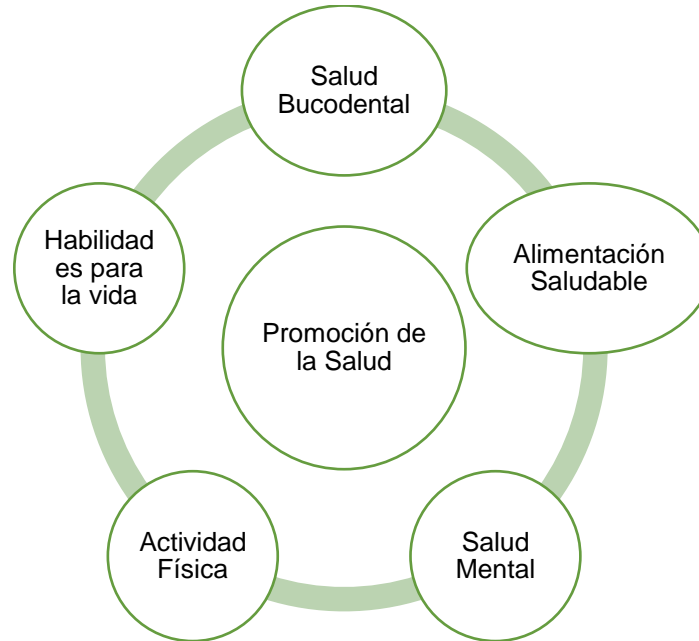 Salud
Bucodental
Alimentación
Saludable
Salud
Mental
Actividad
Física
Habilidad
es para
la vida
Promoción de
la Salud